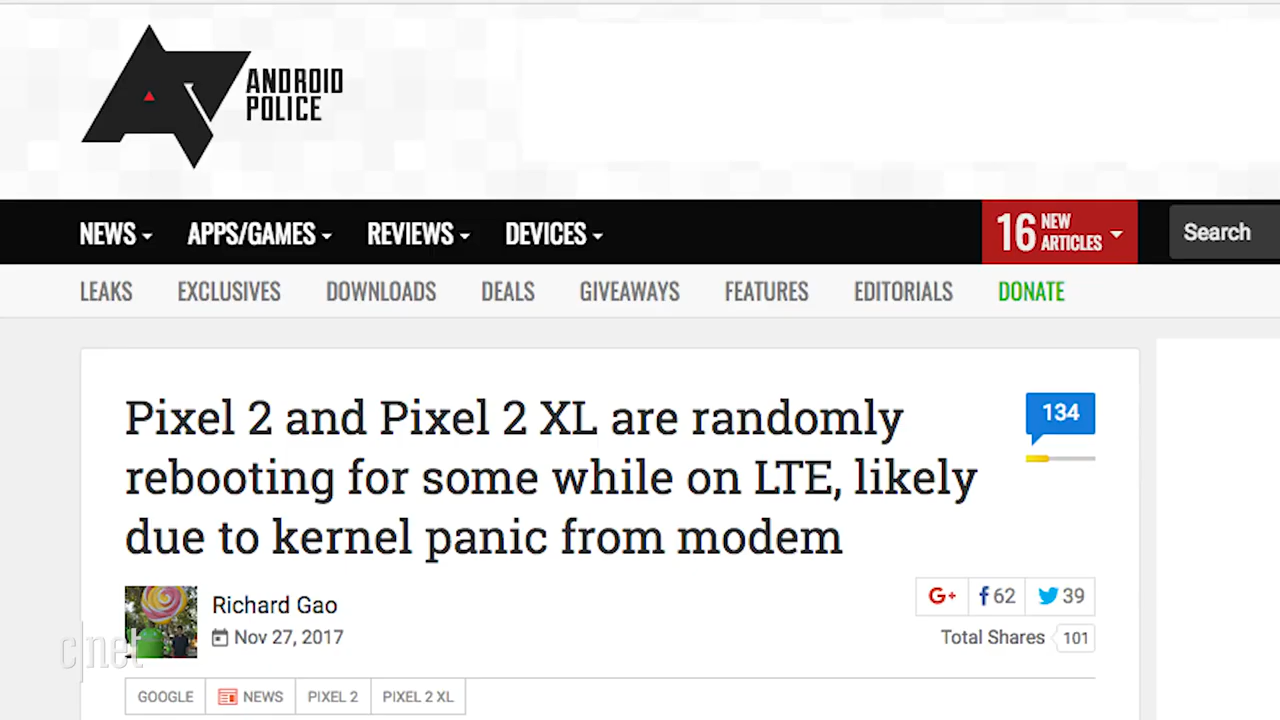 ANDROID
POLICE
NEWS
APPS/GAMES
REVIEWS
DEVICES
16 NEW ARTICLES
Search
LEAKS
EXCLUSIVES
DOWNLOADS
DEALS
GIVEAWAYS
FEATURES
EDITORIALS
DONATE
Pixel 2 and Pixel 2 XL are randomly
rebooting for some while on LTE, likely
due to kernel panic from modem
134
Richard Gao
Nov 27, 2017
G+
f 62
39
Total Shares 101
c|net
GOOGLE
NEWS
PIXEL 2
PIXEL 2 XL